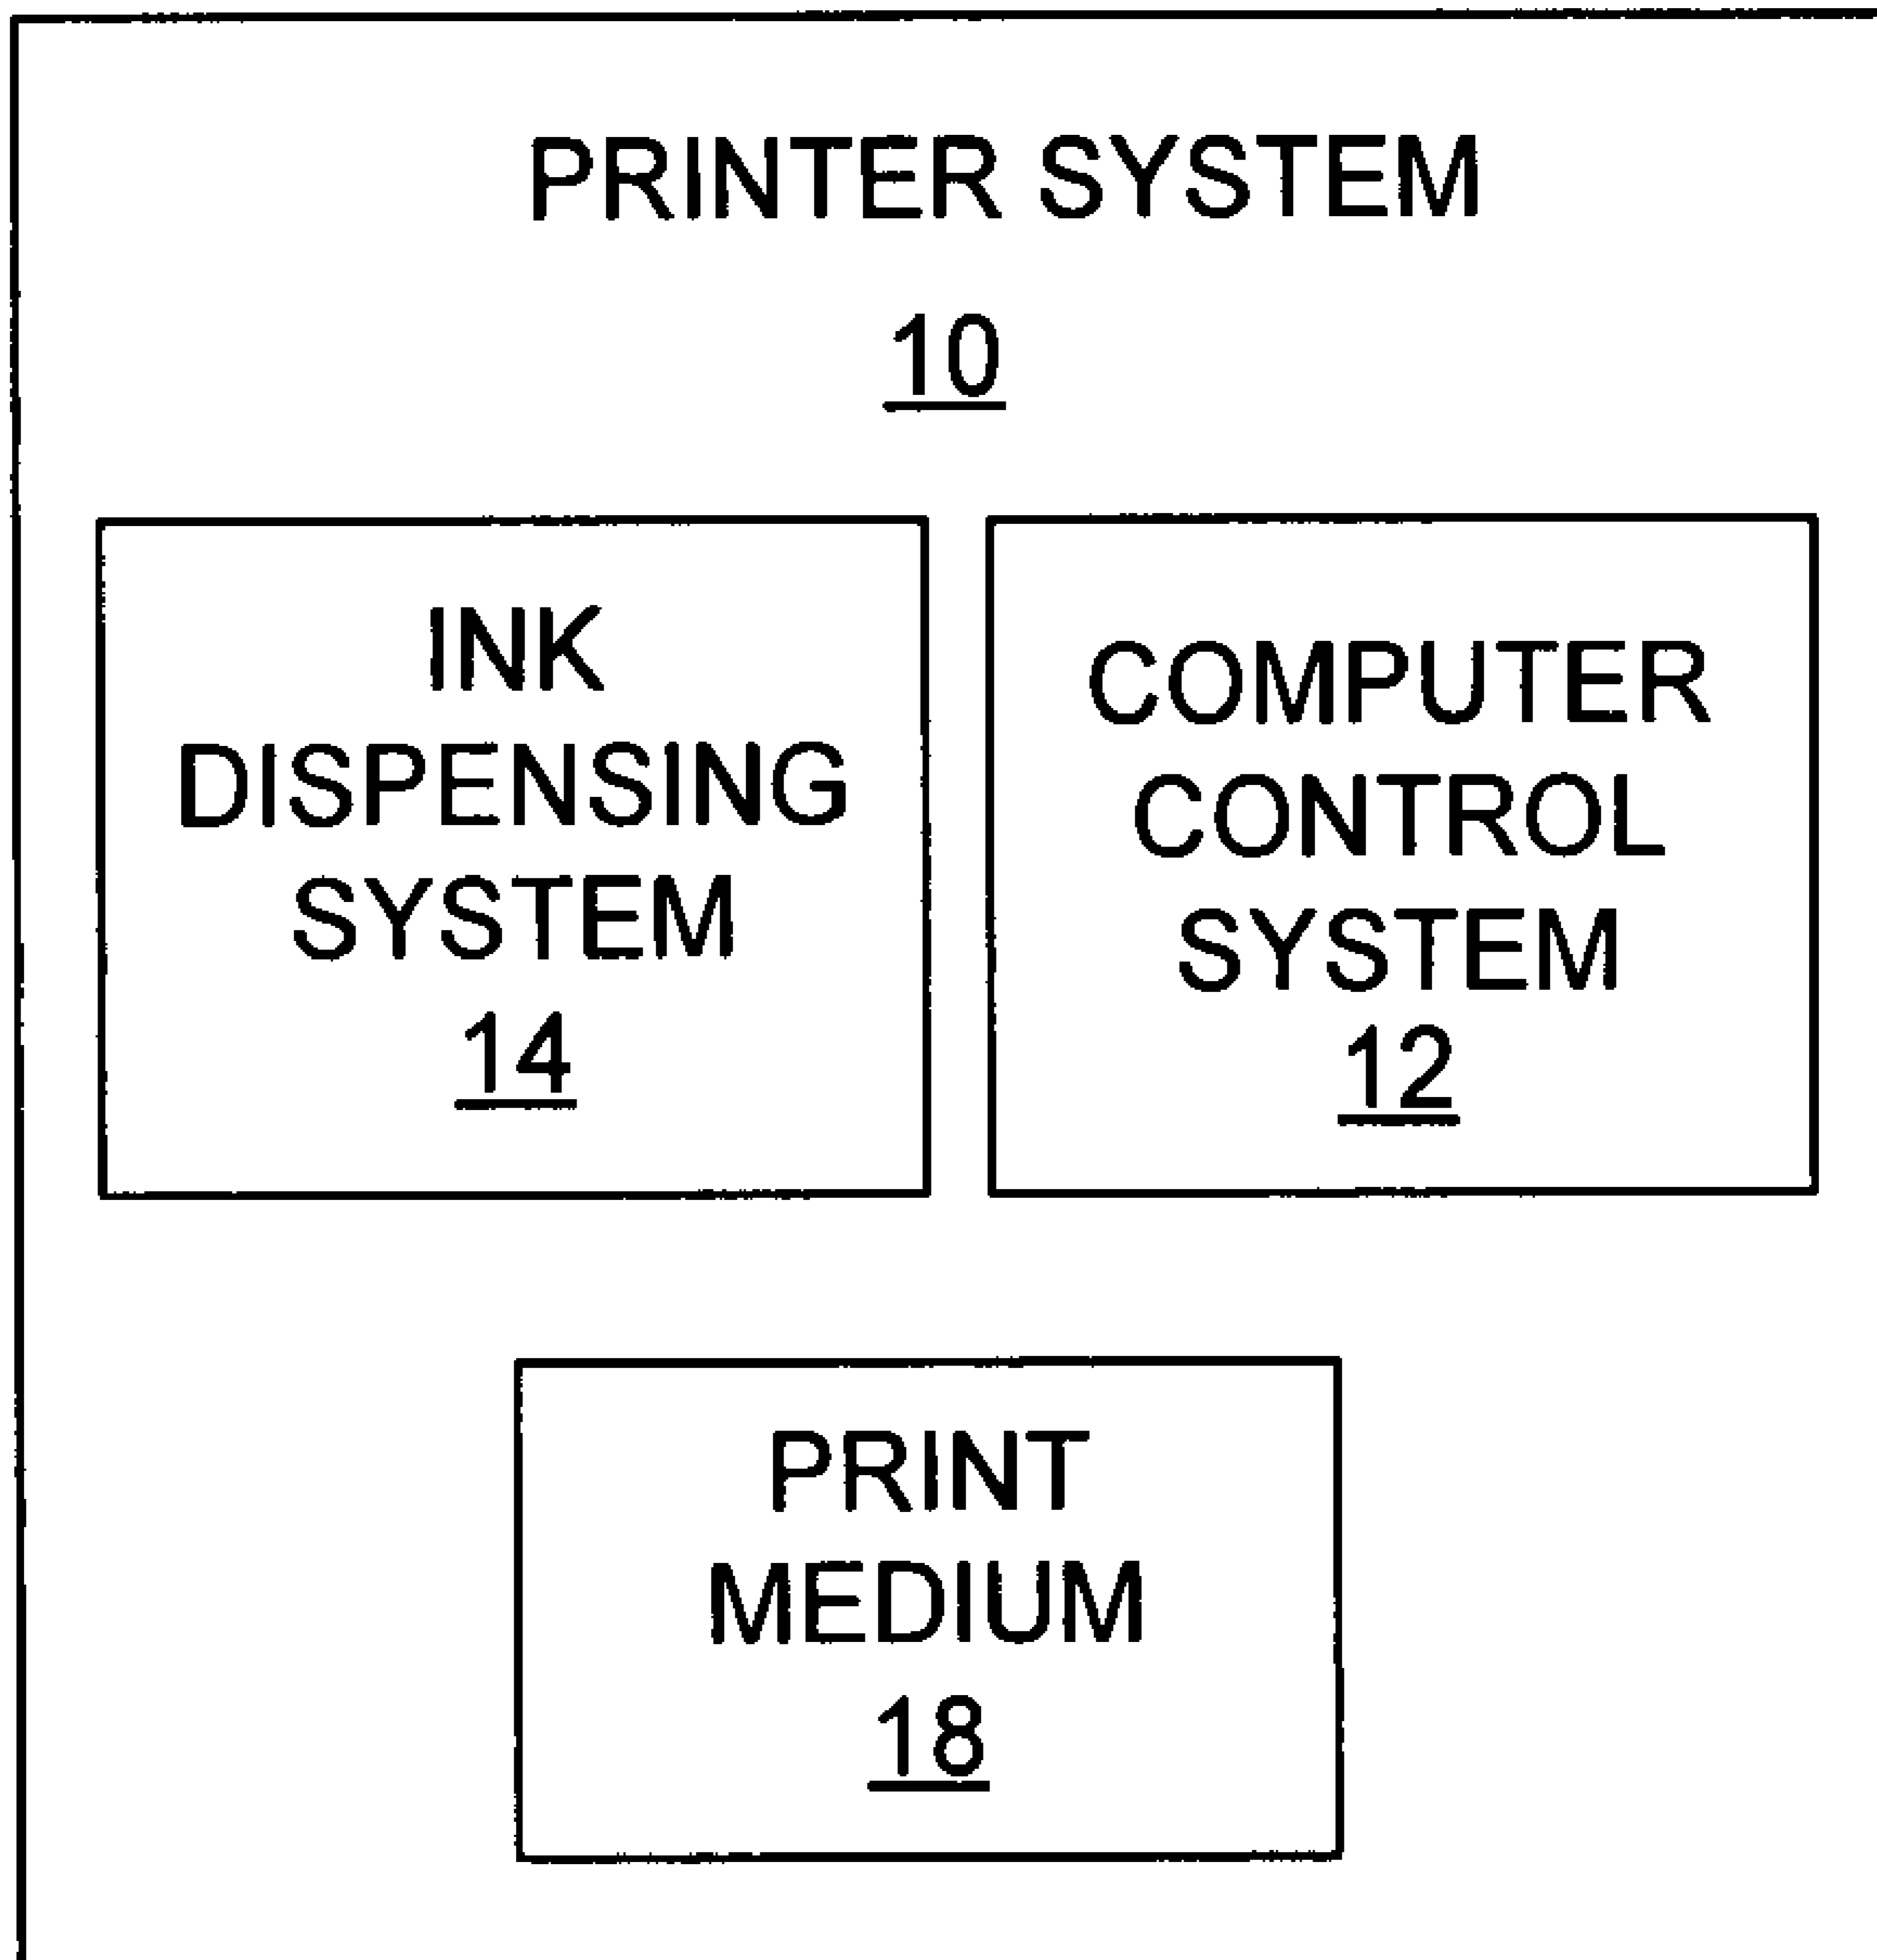 PRINTER SYSTEM
10
INK
DISPENSING
SYSTEM
14
COMPUTER
CONTROL
SYSTEM
12
PRINT
MEDIUM
18